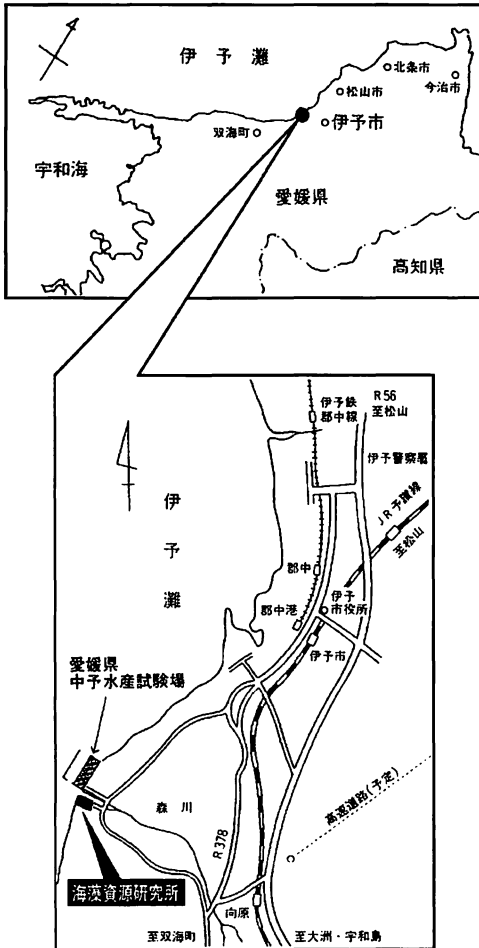 伊予灘
北条市
松山市
今治市
双海町
伊予市
宇和海
愛媛県
高知県
伊予鉄
郡中線
R56
至松山
伊予警察署
伊予灘
JR予讃線
至松山
郡中
郡中港
伊予
市役所
伊予市
愛媛県
中予水産試験場
高速道路(予定)
森川
R378
海藻資源研究所
向原
至双海町
至大洲・宇和島